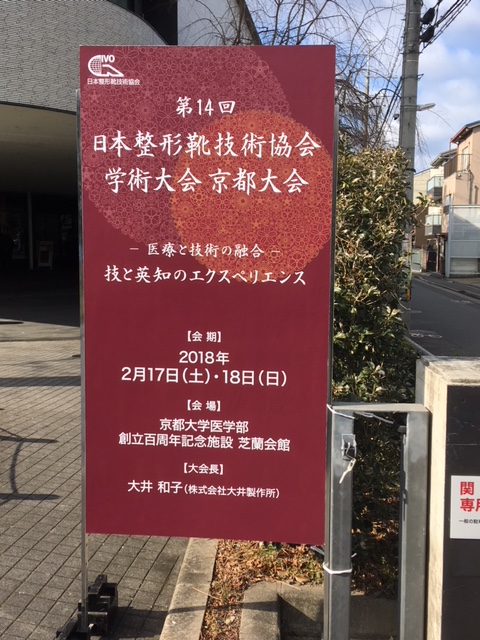 IVO
日本整形靴技術協会
第14回
日本整形靴技術協会
学術大会 京都大会
– 医療と技術の融合 –
技と英知のエクスペリエンス
【会 期】
2018年
2月17日(土)・18日(日)
【会 場】
京都大学医学部
創立百周年記念施設 芝蘭会館
【大会長】
大井 和子(株式会社大井製作所)
関
専用